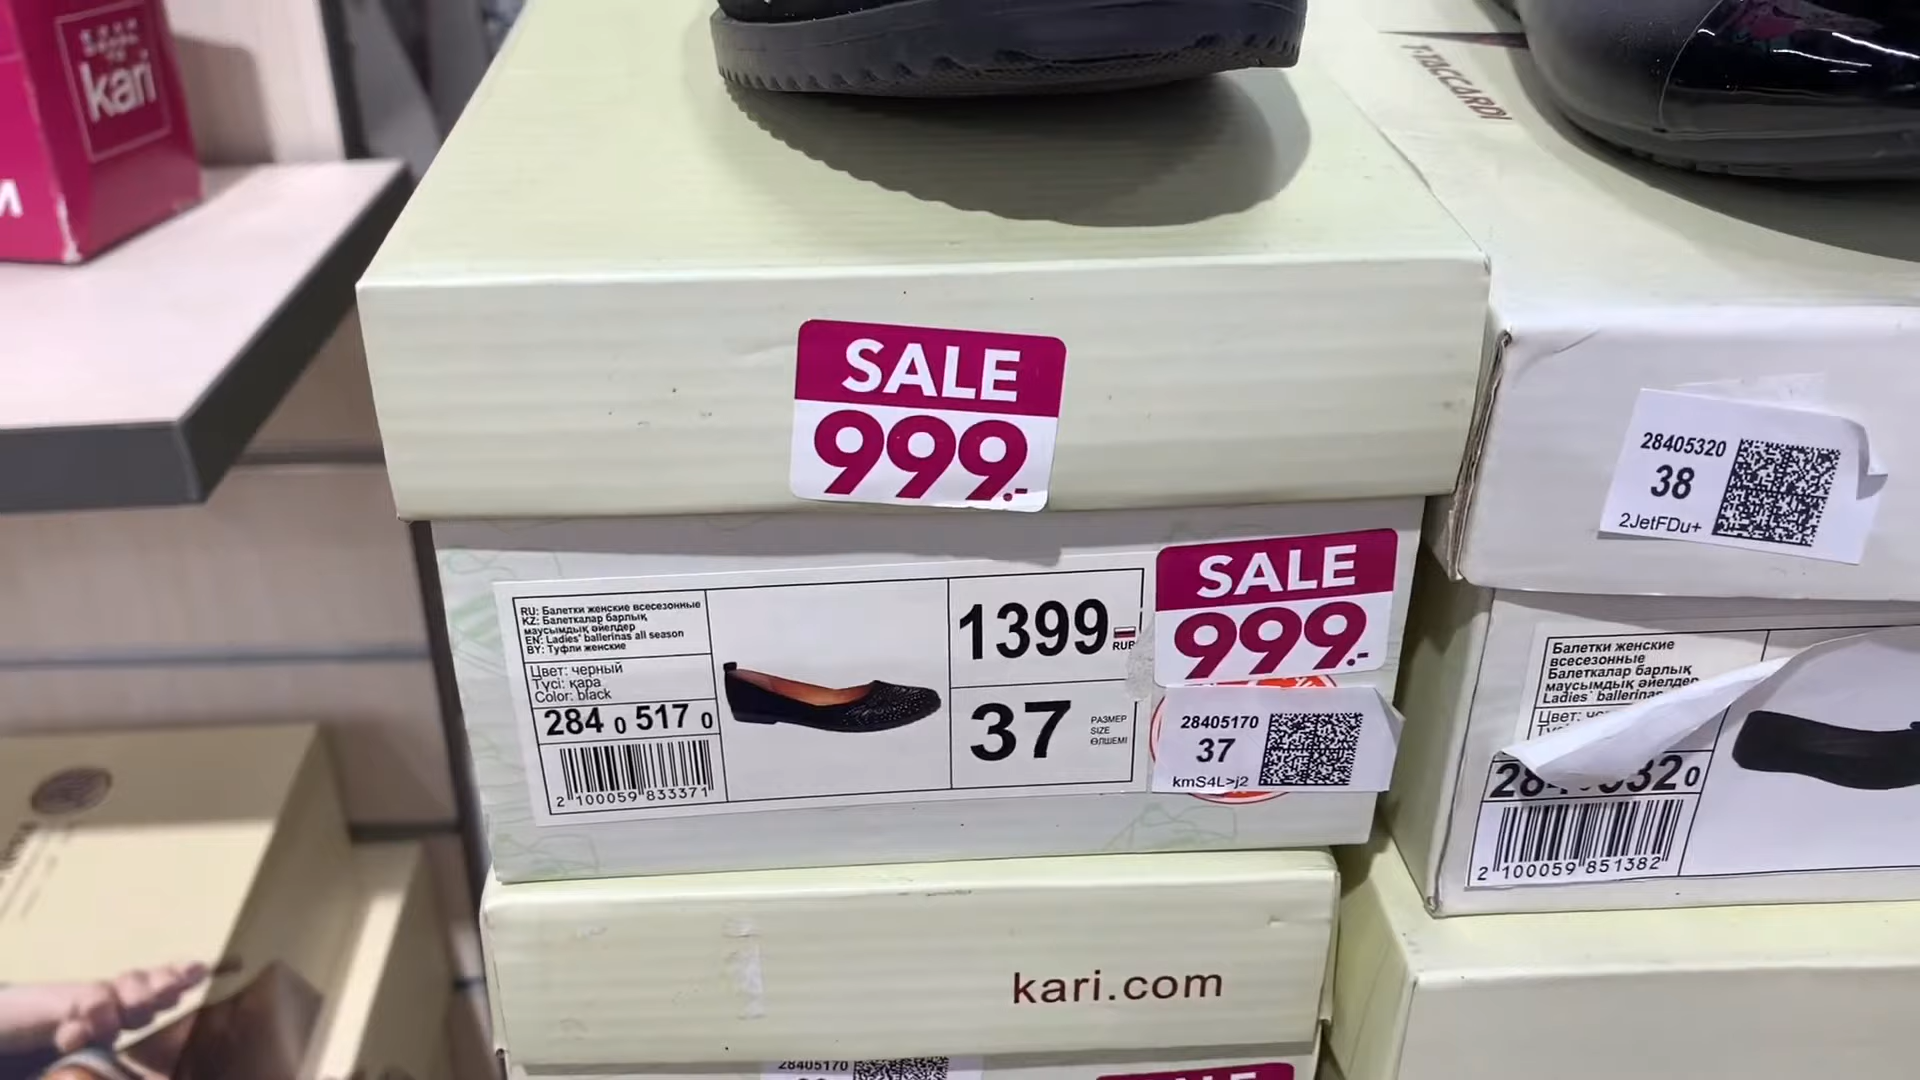 kari
T·TACCARDI
SALE
999.-
RU: Балетки женские всесезонные
KZ: Балеткалар барлық
маусымдық әйелдер
EN: Ladies' ballerinas all season
BY: Туфли женские
Цвет: черный
Түсі: қара
Color: black
284 0 517 0
2 100059 833371
1399
RUB
37
РАЗМЕР
SIZE
ӨЛШЕМІ
SALE
999.-
28405170
37
kmS4L>j2
28405320
38
2JetFDu+
Балетки женские
всесезонные
Балеткалар барлық
маусымдық әйелдер
Ladies' ballerinas
2 100059 851382
kari.com
28405170